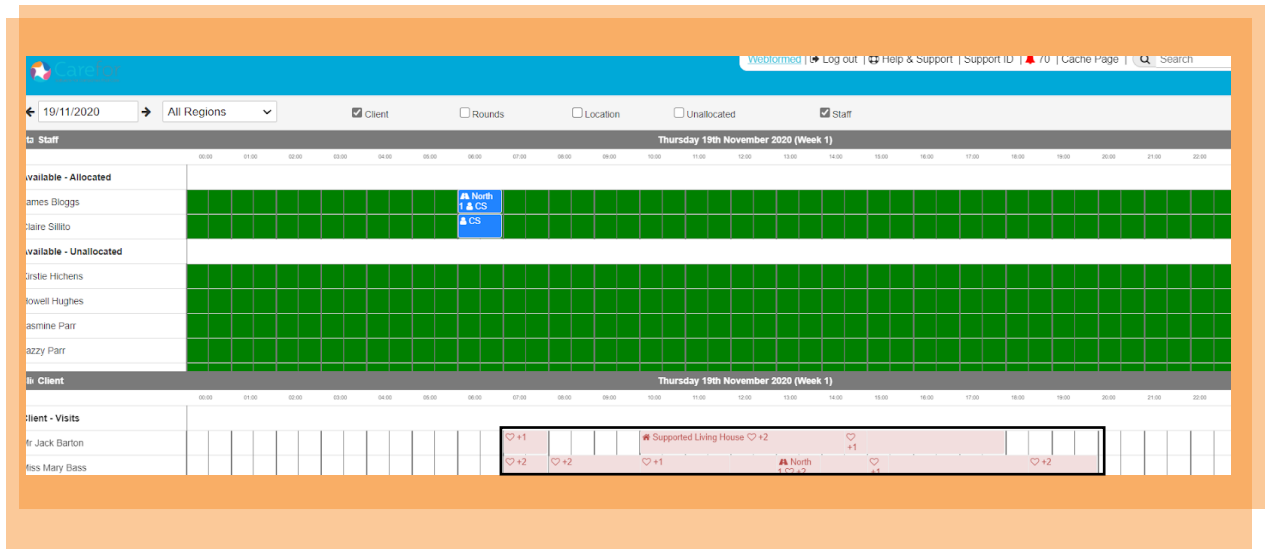 Care
Webformed | Log out | Help & Support | Support ID | 70 | Cache Page | Search
19/11/2020 All Regions Client Rounds Location Unallocated Staff
ta Staff Thursday 19th November 2020 (Week 1)
00:00 01:00 02:00 03:00 04:00 05:00 06:00 07:00 08:00 09:00 10:00 11:00 12:00 13:00 14:00 15:00 16:00 17:00 18:00 19:00 20:00 21:00 22:00
vailable - Allocated
ames Bloggs North
1 CS
laire Sillito CS
vailable - Unallocated
irstie Hichens
owell Hughes
asmine Parr
azzy Parr
li Client Thursday 19th November 2020 (Week 1)
00:00 01:00 02:00 03:00 04:00 05:00 06:00 07:00 08:00 09:00 10:00 11:00 12:00 13:00 14:00 15:00 16:00 17:00 18:00 19:00 20:00 21:00 22:00
lient - Visits
Mr Jack Barton +1 Supported Living House +2 +1
Miss Mary Bass +2 +2 +1 North 1 +2 +1 +2